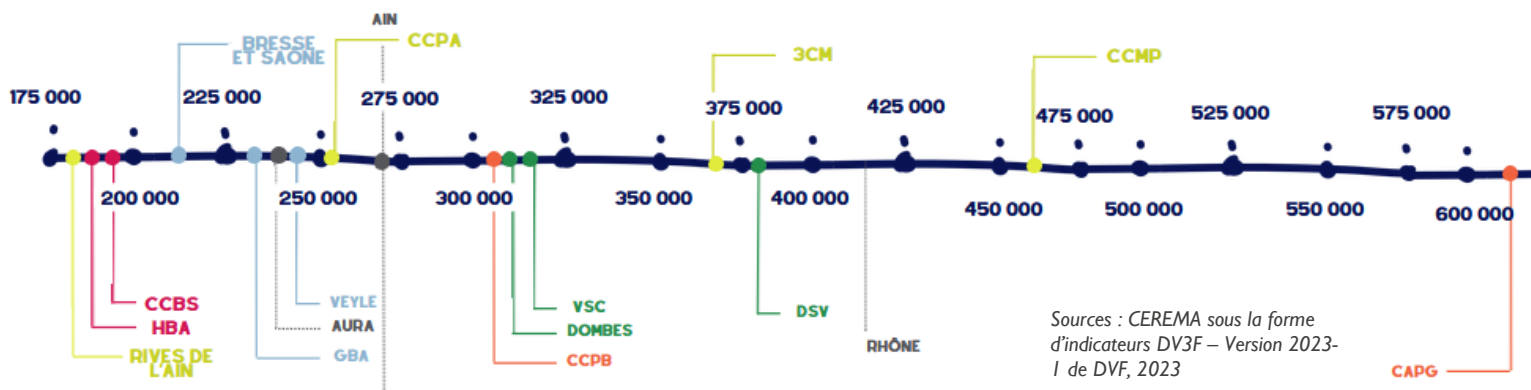 AIN
BRESSE
ET SAÔNE
CCPA
3CM
CCMP
175 000
225 000
275 000
325 000
375 000
425 000
475 000
525 000
575 000
200 000
250 000
300 000
350 000
400 000
450 000
500 000
550 000
600 000
CCBS
HBA
RIVES DE
L'AIN
VEYLE
AURA
GBA
VSC
DOMBES
CCPB
DSV
RHÔNE
Sources : CEREMA sous la forme
d'indicateurs DV3F – Version 2023-
1 de DVF, 2023
CAPG